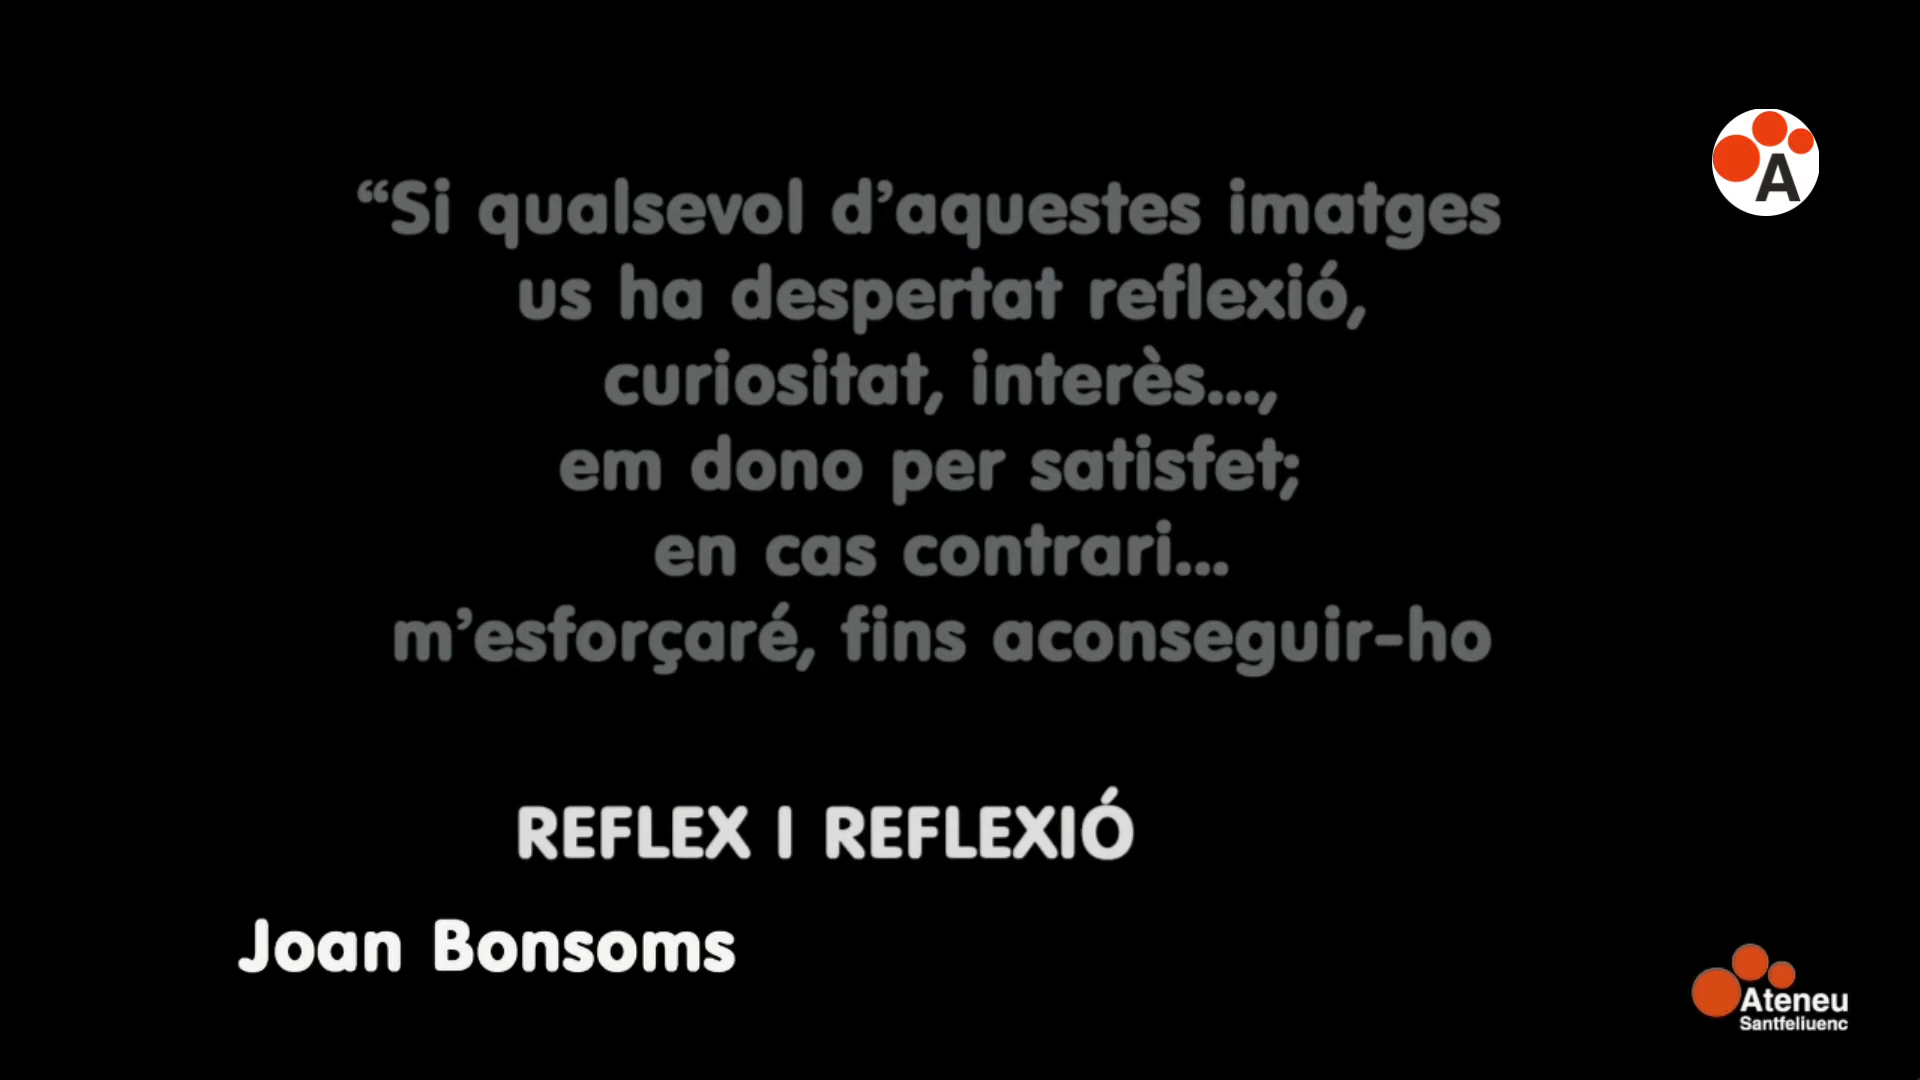 “Si qualsevol d’aquestes imatges
us ha despertat reflexió,
curiositat, interès...,
em dono per satisfet;
en cas contrari...
m’esforçaré, fins aconseguir-ho
REFLEX I REFLEXIÓ
Joan Bonsoms
A
Ateneu
Santfeliuenc